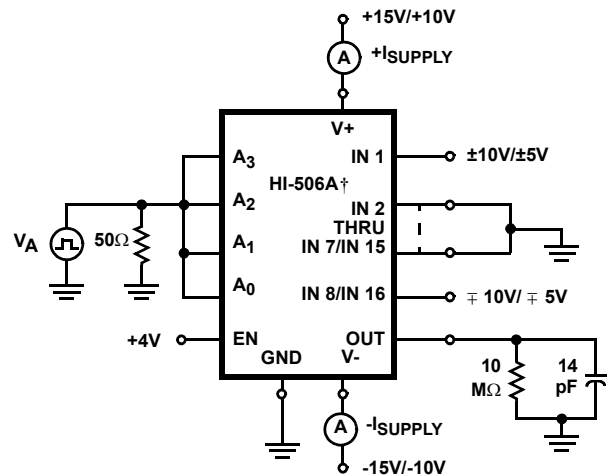 +15V/+10V
A
+ISUPPLY
V+
A3
IN 1
±10V/±5V
HI-506A†
A2
IN 2
THRU
VA
50Ω
A1
IN 7/IN 15
A0
IN 8/IN 16
∓ 10V/ ∓ 5V
+4V
EN
OUT
GND
V-
10
MΩ
14
pF
A
-ISUPPLY
-15V/-10V